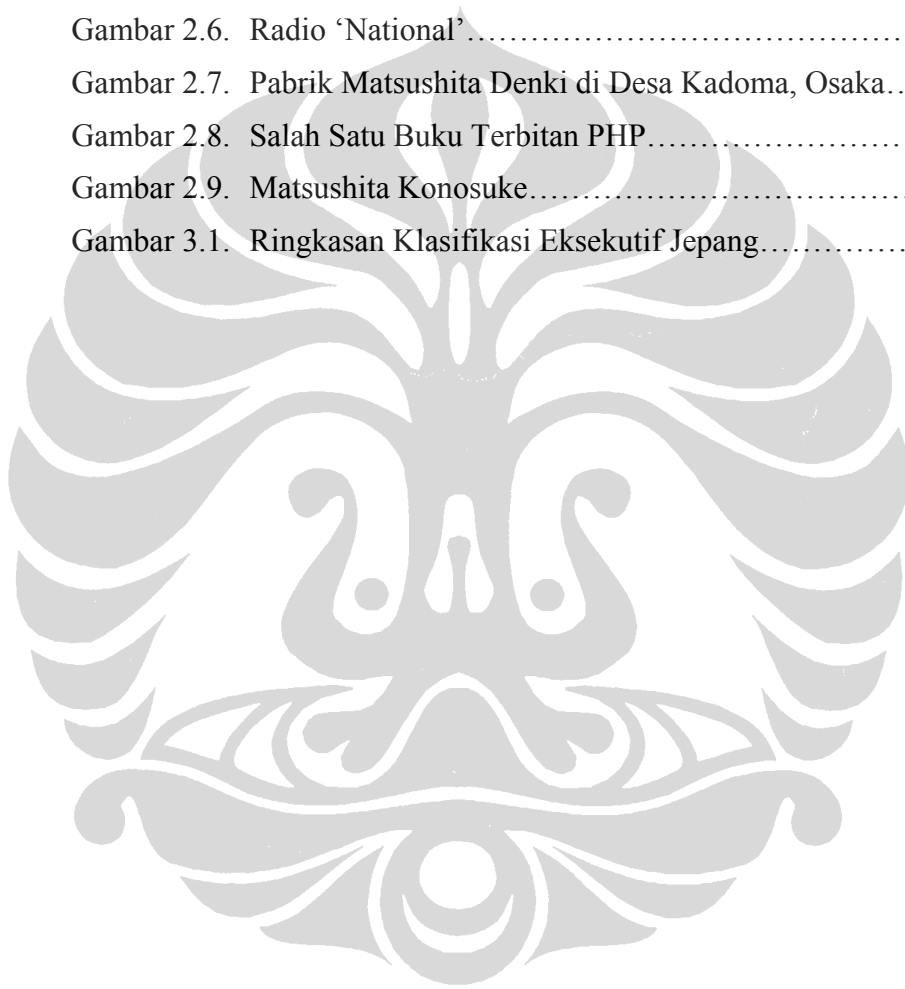 Gambar 2.6. Radio ‘National’……………………………………………
Gambar 2.7. Pabrik Matsushita Denki di Desa Kadoma, Osaka…
Gambar 2.8. Salah Satu Buku Terbitan PHP……………………
Gambar 2.9. Matsushita Konosuke…………………………………
Gambar 3.1. Ringkasan Klasifikasi Eksekutif Jepang……………